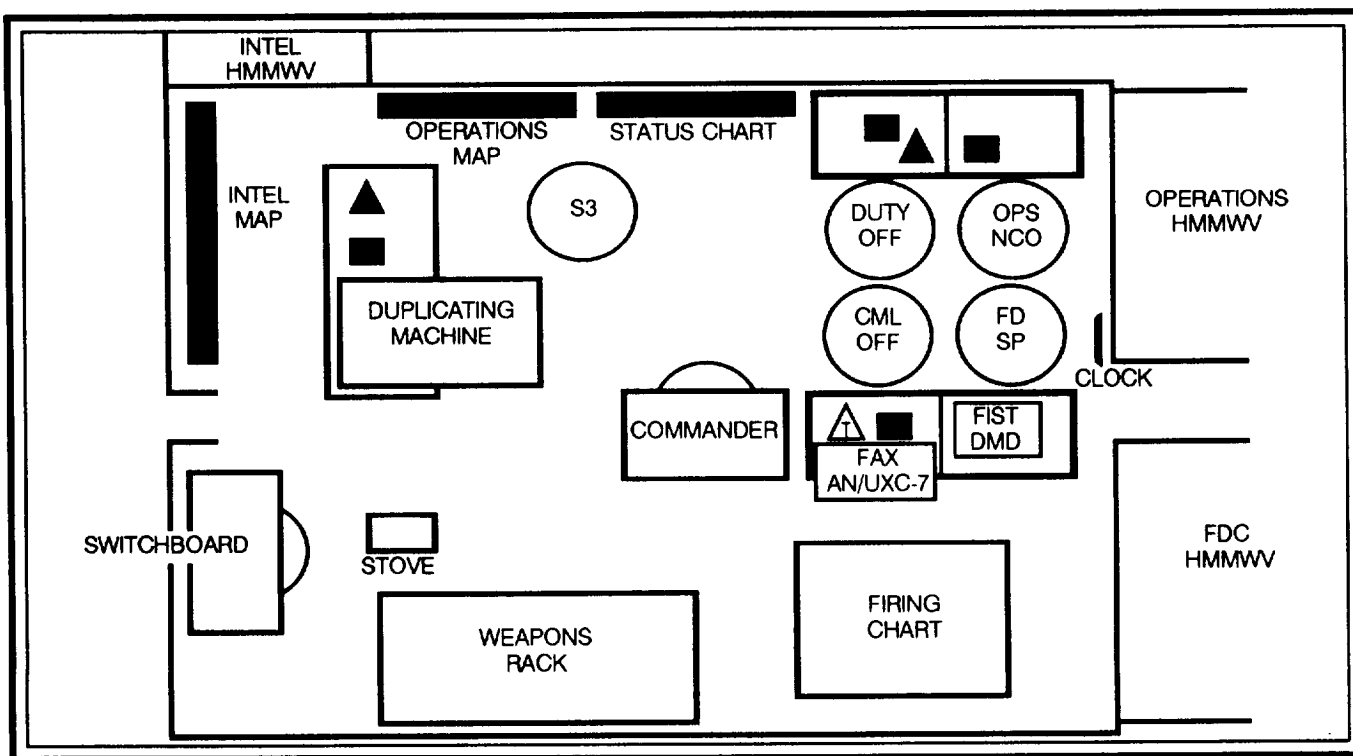 INTEL
HMMWV
OPERATIONS
MAP
STATUS CHART
INTEL
MAP
S3
DUTY
OFF
OPS
NCO
OPERATIONS
HMMWV
DUPLICATING
MACHINE
CML
OFF
FD
SP
CLOCK
COMMANDER
T
FIST
DMD
FAX
AN/UXC-7
SWITCHBOARD
STOVE
FDC
HMMWV
WEAPONS
RACK
FIRING
CHART